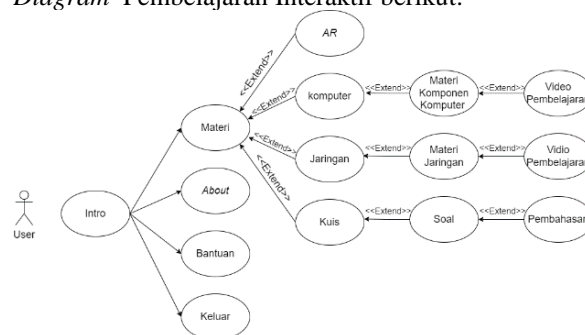 Diagram Pembelajaran Interaktif berikut:
AR
<<Extend>>
<<Extend>>
komputer
<<Extend>>
Materi
Komponen
Komputer
<<Extend>>
Video
Pembelajaran
Materi
<<Extend>>
Jaringan
<<Extend>>
Materi
Jaringan
<<Extend>>
Vidio
Pembelajaran
<<Extend>>
About
Kuis
<<Extend>>
Soal
<<Extend>>
Pembahasan
User
Intro
Bantuan
Keluar